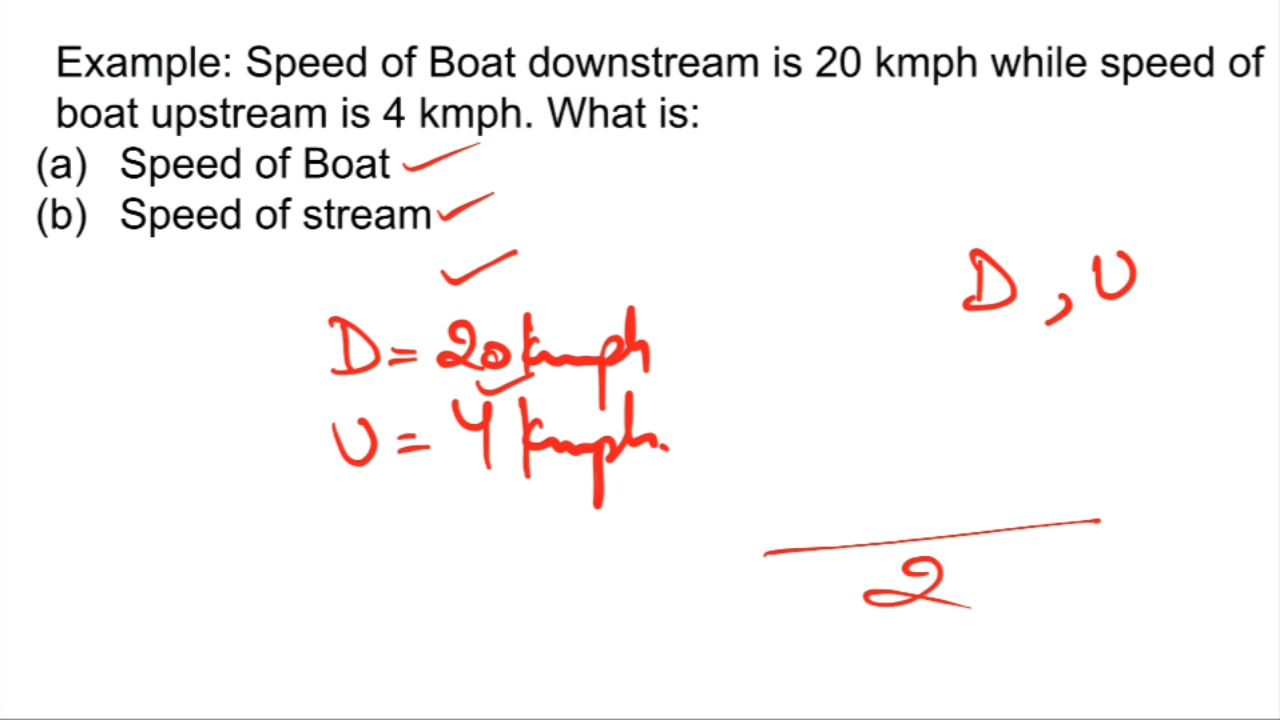 Example: Speed of Boat downstream is 20 kmph while speed of
boat upstream is 4 kmph. What is:
(a) Speed of Boat
(b) Speed of stream
D, U
D = 20 kmph
U = 4 kmph.
2